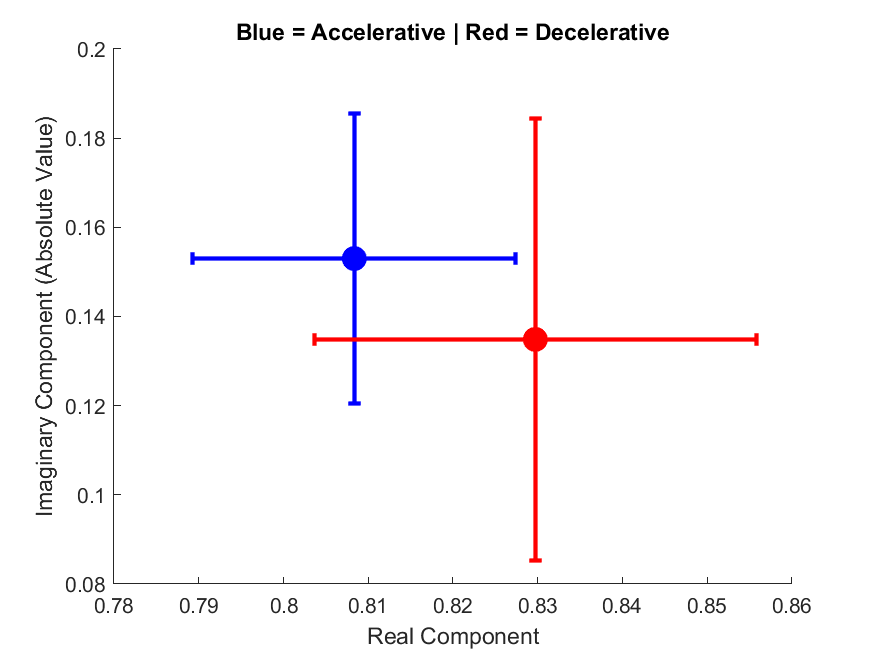 Blue = Accelerative | Red = Decelerative
Imaginary Component (Absolute Value)
0.2
0.18
0.16
0.14
0.12
0.1
0.08
0.78 0.79 0.8 0.81 0.82 0.83 0.84 0.85 0.86
Real Component